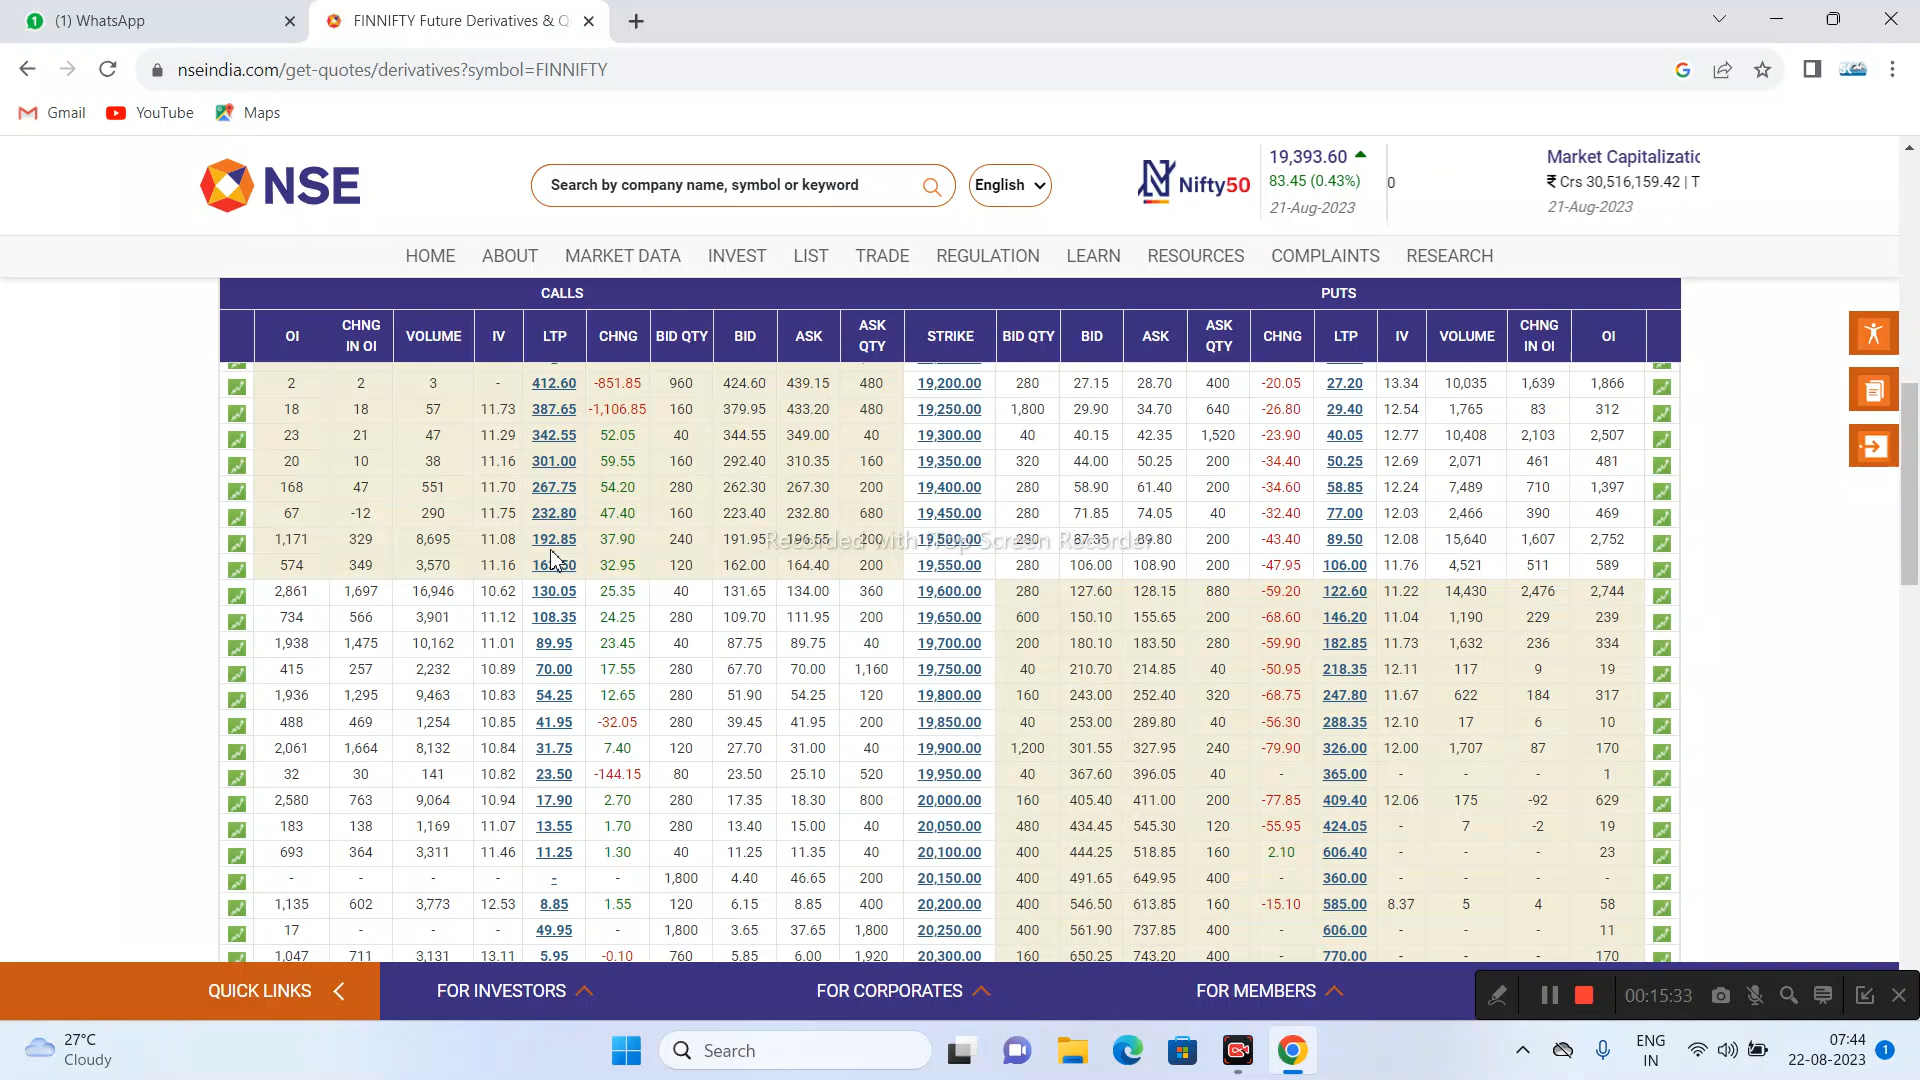 (1) WhatsApp
FINNIFTY Future Derivatives & Q
nseindia.com/get-quotes/derivatives?symbol=FINNIFTY
Gmail YouTube Maps
NSE
Search by company name, symbol or keyword
English
Nifty50
19,393.60
83.45 (0.43%)
21-Aug-2023
0
Market Capitalizatic
₹ Crs 30,516,159.42 | T
21-Aug-2023
HOME ABOUT MARKET DATA INVEST LIST TRADE REGULATION LEARN RESOURCES COMPLAINTS RESEARCH
CALLS PUTS
OI CHNG IN OI VOLUME IV LTP CHNG BID QTY BID ASK ASK QTY STRIKE BID QTY BID ASK ASK QTY CHNG LTP IV VOLUME CHNG IN OI OI
2 2 3 - 412.60 -851.85 960 424.60 439.15 480 19,200.00 280 27.15 28.70 400 -20.05 27.20 13.34 10,035 1,639 1,866
18 18 57 11.73 387.65 -1,106.85 160 379.95 433.20 480 19,250.00 1,800 29.90 34.70 640 -26.80 29.40 12.54 1,765 83 312
23 21 47 11.29 342.55 52.05 40 344.55 349.00 40 19,300.00 40 40.15 42.35 1,520 -23.90 40.05 12.77 10,408 2,103 2,507
20 10 38 11.16 301.00 59.55 160 292.40 310.35 160 19,350.00 320 44.00 50.25 200 -34.40 50.25 12.69 2,071 461 481
168 47 551 11.70 267.75 54.20 280 262.30 267.30 200 19,400.00 280 58.90 61.40 200 -34.60 58.85 12.24 7,489 710 1,397
67 -12 290 11.75 232.80 47.40 160 223.40 232.80 680 19,450.00 280 71.85 74.05 40 -32.40 77.00 12.03 2,466 390 469
1,171 329 8,695 11.08 192.85 37.90 240 191.95 196.55 200 19,500.00 280 87.35 89.80 200 -43.40 89.50 12.08 15,640 1,607 2,752
Recorded with iTop Screen Recorder
574 349 3,570 11.16 32.95 120 162.00 164.40 200 19,550.00 280 106.00 108.90 200 -47.95 106.00 11.76 4,521 511 589
2,861 1,697 16,946 10.62 130.05 25.35 40 131.65 134.00 360 19,600.00 280 127.60 128.15 880 -59.20 122.60 11.22 14,430 2,476 2,744
734 566 3,901 11.12 108.35 24.25 280 109.70 111.95 200 19,650.00 600 150.10 155.65 200 -68.60 146.20 11.04 1,190 229 239
1,938 1,475 10,162 11.01 89.95 23.45 40 87.75 89.75 40 19,700.00 200 180.10 183.50 280 -59.90 182.85 11.73 1,632 236 334
415 257 2,232 10.89 70.00 17.55 280 67.70 70.00 1,160 19,750.00 40 210.70 214.85 40 -50.95 218.35 12.11 117 9 19
1,936 1,295 9,463 10.83 54.25 12.65 280 51.90 54.25 120 19,800.00 160 243.00 252.40 320 -68.75 247.80 11.67 622 184 317
488 469 1,254 10.85 41.95 -32.05 280 39.45 41.95 200 19,850.00 40 253.00 289.80 40 -56.30 288.35 12.10 17 6 10
2,061 1,664 8,132 10.84 31.75 7.40 120 27.70 31.00 40 19,900.00 1,200 301.55 327.95 240 -79.90 326.00 12.00 1,707 87 170
32 30 141 10.82 23.50 -144.15 80 23.50 25.10 520 19,950.00 40 367.60 396.05 40 - 365.00 - - - 1
2,580 763 9,064 10.94 17.90 2.70 280 17.35 18.30 800 20,000.00 160 405.40 411.00 200 -77.85 409.40 12.06 175 -92 629
183 138 1,169 11.07 13.55 1.70 280 13.40 15.00 40 20,050.00 480 434.45 545.30 120 -55.95 424.05 - 7 -2 19
693 364 3,311 11.46 11.25 1.30 40 11.25 11.35 40 20,100.00 400 444.25 518.85 160 2.10 606.40 - - - 23
- - - - - - 1,800 4.40 46.65 200 20,150.00 400 491.65 649.95 400 - 360.00 - - - -
1,135 602 3,773 12.53 8.85 1.55 120 6.15 8.85 400 20,200.00 400 546.50 613.85 160 -15.10 585.00 8.37 5 4 58
17 - - - 49.95 - 1,800 3.65 37.65 1,800 20,250.00 400 561.90 737.85 400 - 606.00 - - - 11
1,047 711 3,131 13.11 5.95 -0.10 760 5.85 6.00 1,920 20,300.00 160 650.25 743.20 400 - 770.00 - - - 170
QUICK LINKS FOR INVESTORS FOR CORPORATES FOR MEMBERS
00:15:33
27°C
Cloudy
Search
ENG
IN
07:44
22-08-2023
1